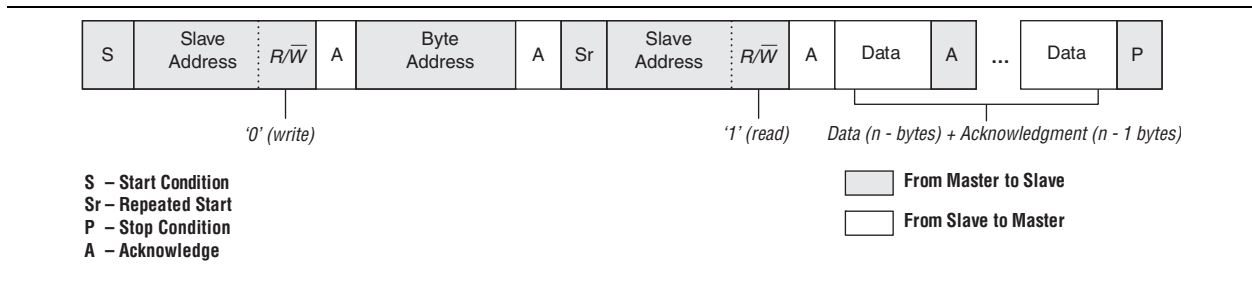 S Slave Address R/W̅ A Byte Address A Sr Slave Address R/W̅ A Data A ... Data P
‘0’ (write) ‘1’ (read) Data (n - bytes) + Acknowledgment (n - 1 bytes)
S – Start Condition
Sr – Repeated Start
P – Stop Condition
A – Acknowledge
From Master to Slave
From Slave to Master